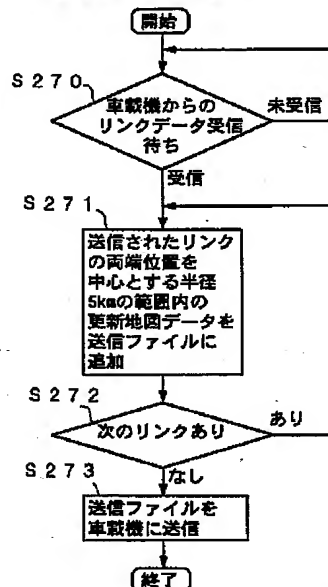 開始
S270
車載機からの
リンクデータ受信
待ち
未受信
受信
S271
送信されたリンク
の両端位置を
中心とする半径
5kmの範囲内の
更新地図データを
送信ファイルに
追加
S272
次のリンクあり
あり
なし
S273
送信ファイルを
車載機に送信
終了